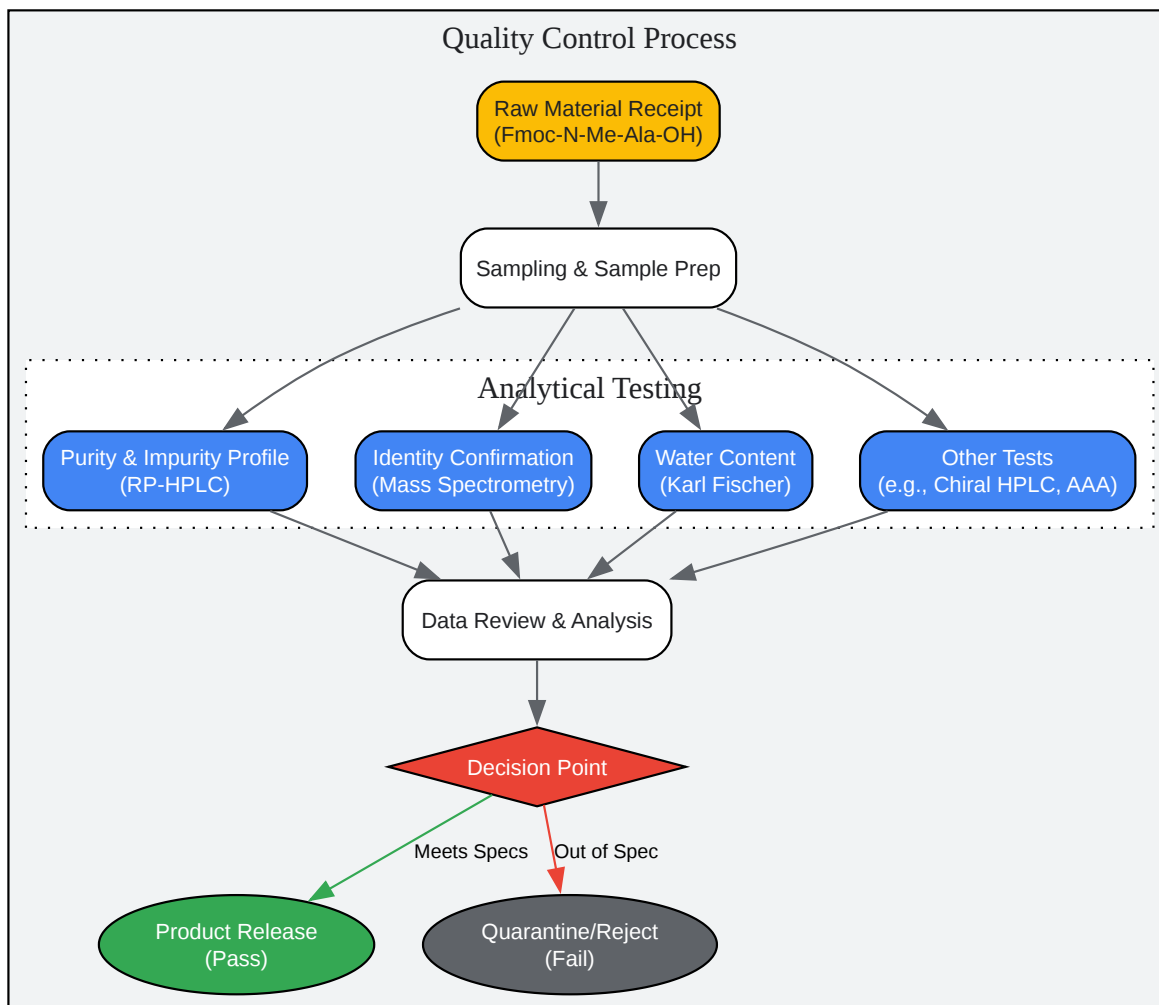 Quality Control Process
Raw Material Receipt
(Fmoc-N-Me-Ala-OH)
Sampling & Sample Prep
Analytical Testing
Purity & Impurity Profile
(RP-HPLC)
Identity Confirmation
(Mass Spectrometry)
Water Content
(Karl Fischer)
Other Tests
(e.g., Chiral HPLC, AAA)
Data Review & Analysis
Decision Point
Meets Specs
Out of Spec
Product Release
(Pass)
Quarantine/Reject
(Fail)